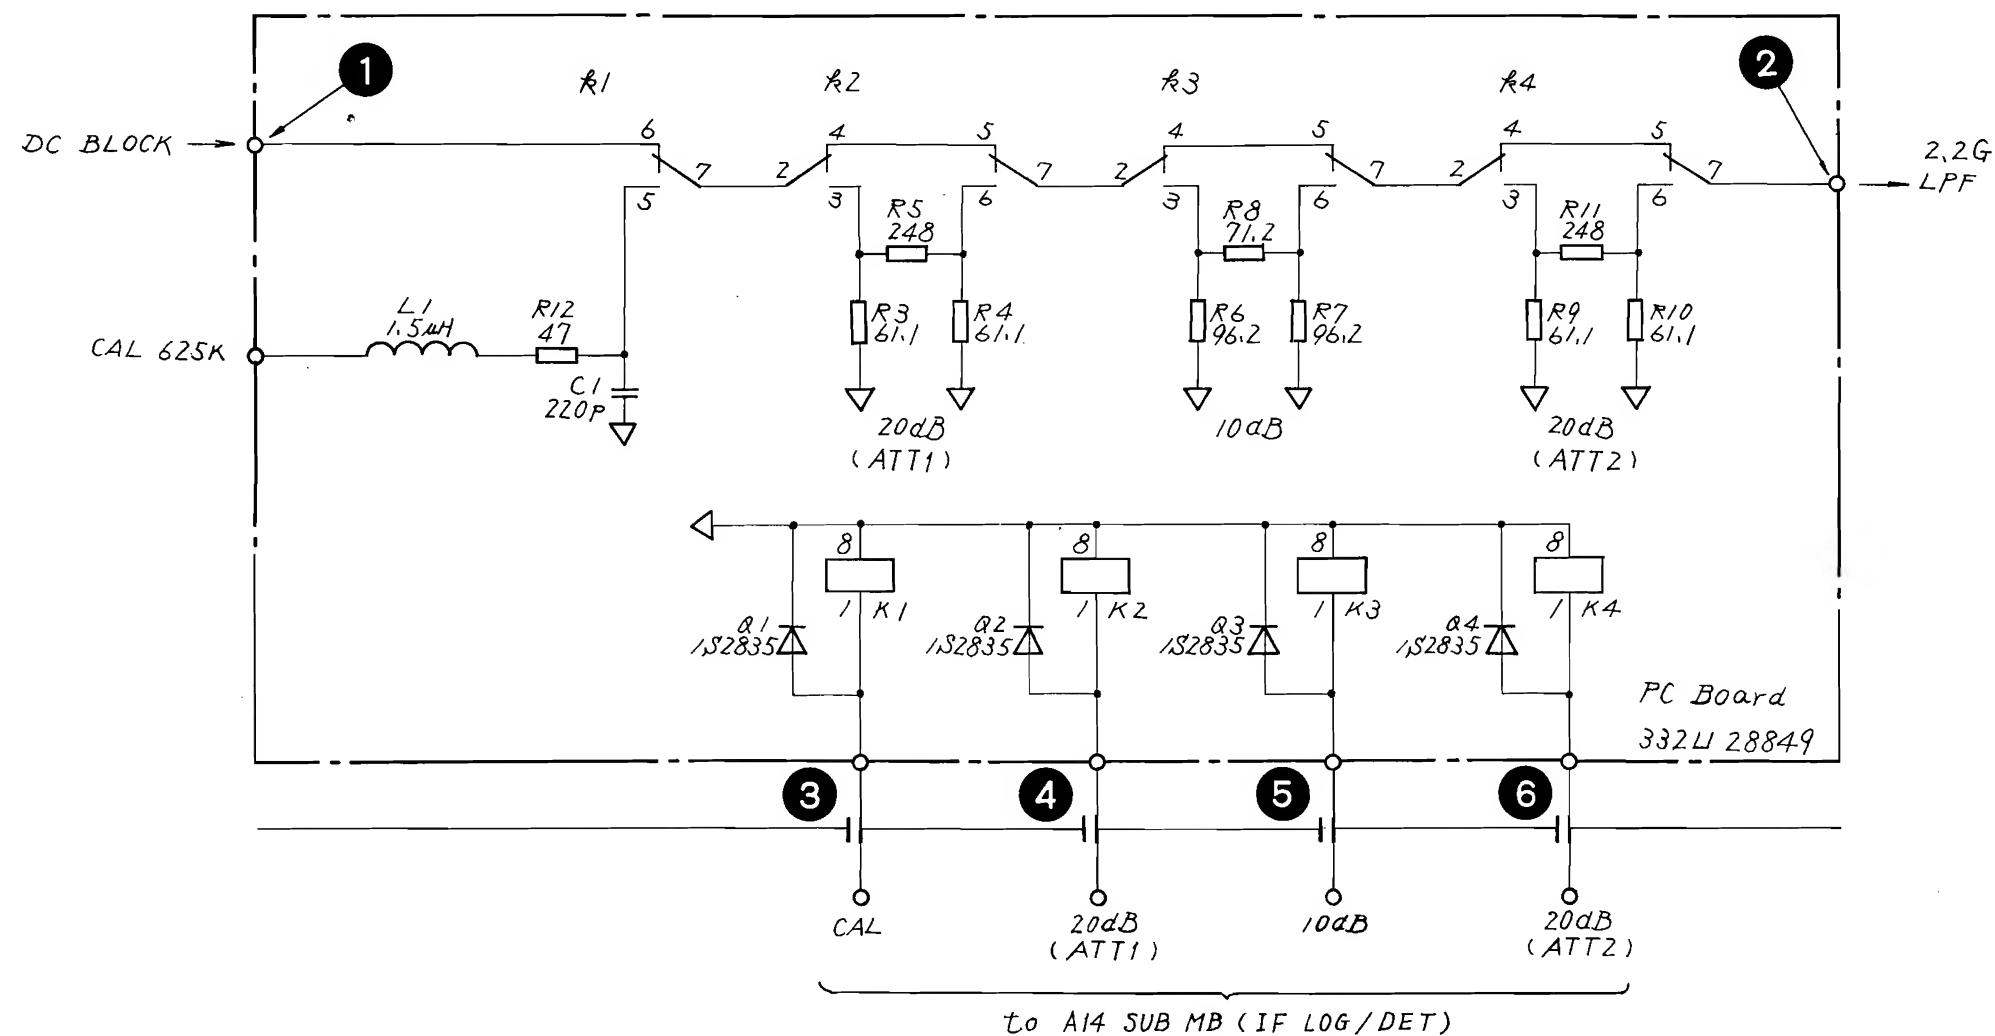 1
2
k1
k2
k3
k4
DC BLOCK
6
7
5
2
4
5
7
3
6
2
4
5
7
3
6
2
4
5
7
3
6
2.2G
LPF
R5
248
R8
71.2
R11
248
L1
1.5μH
R12
47
R3
61.1
R4
61.1
R6
96.2
R7
96.2
R9
61.1
R10
61.1
CAL 625K
C1
220P
20dB
(ATT1)
10dB
20dB
(ATT2)
8
8
8
8
1 K1
1 K2
1 K3
1 K4
Q1
1S2835
Q2
1S2835
Q3
1S2835
Q4
1S2835
PC Board
332U 28849
3
4
5
6
CAL
20dB
(ATT1)
10dB
20dB
(ATT2)
to A14 SUB MB (IF LOG/DET)